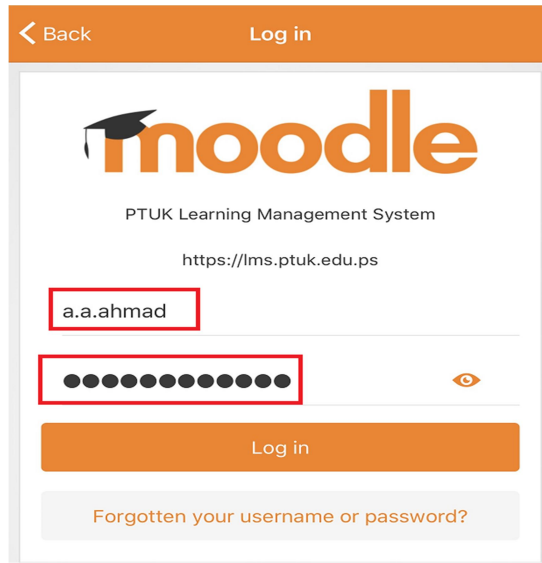 Back
Log in
moodle
PTUK Learning Management System
https://lms.ptuk.edu.ps
a.a.ahmad
●●●●●●●●●●●●
Log in
Forgotten your username or password?